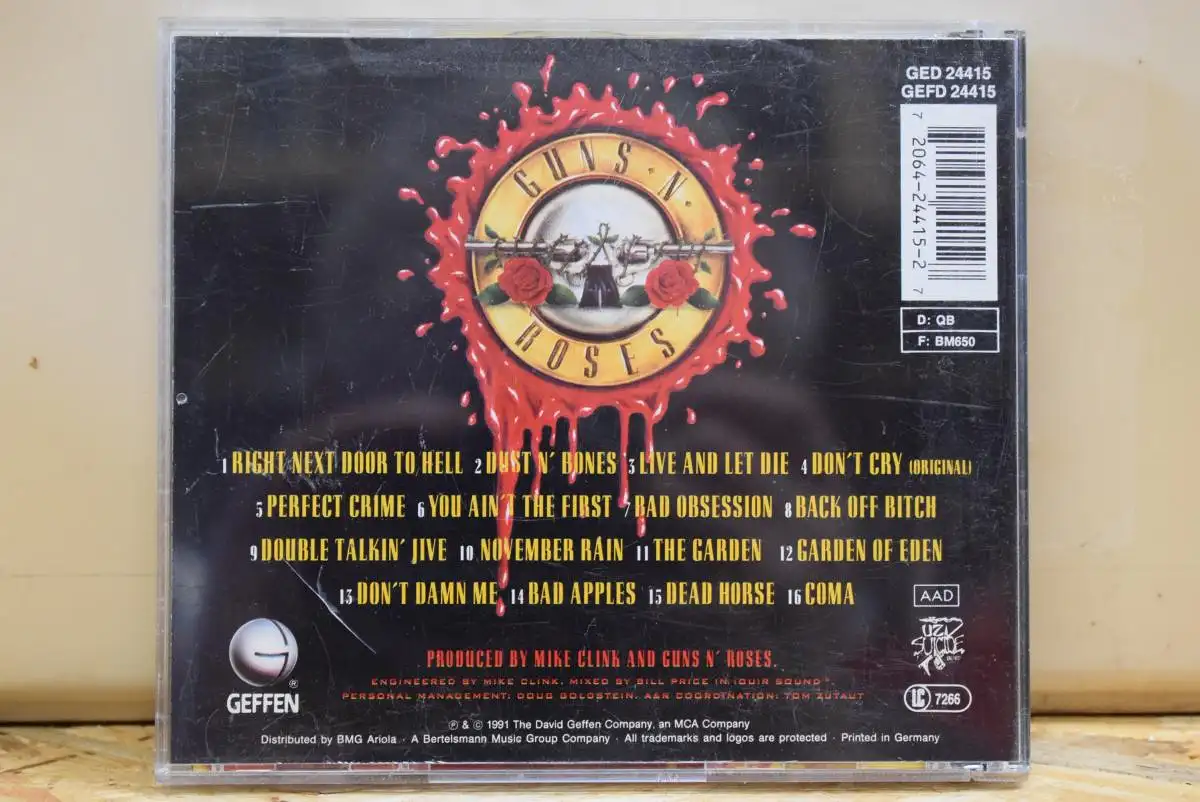 GED 24415
GEFD 24415
7 20642-44152 7
D: QB
F: BM650
GUNS N' ROSES
1 RIGHT NEXT DOOR TO HELL 2 DUST N' BONES 3 LIVE AND LET DIE 4 DON'T CRY (ORIGINAL)
5 PERFECT CRIME 6 YOU AIN'T THE FIRST 7 BAD OBSESSION 8 BACK OFF BITCH
9 DOUBLE TALKIN' JIVE 10 NOVEMBER RAIN 11 THE GARDEN 12 GARDEN OF EDEN
13 DON'T DAMN ME 14 BAD APPLES 15 DEAD HORSE 16 COMA
AAD
UZI
SUICIDE
GEFFEN®
PRODUCED BY MIKE CLINK AND GUNS N' ROSES.
ENGINEERED BY MIKE CLINK. MIXED BY BILL PRICE IN (QUIR SOUND)™.
PERSONAL MANAGEMENT: DOUG GOLDSTEIN. A&R COORDINATION: TOM ZUTAUT
LC 7266
℗ & © 1991 The David Geffen Company, an MCA Company
Distributed by BMG Ariola · A Bertelsmann Music Group Company · All trademarks and logos are protected · Printed in Germany